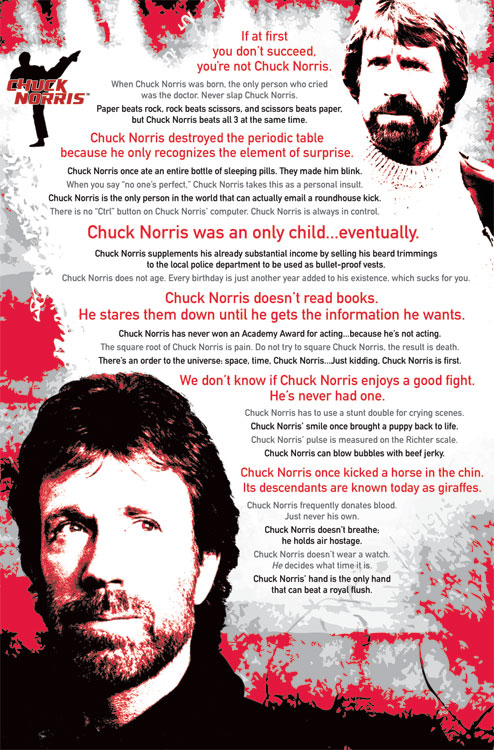 If at first
you don't succeed,
you're not Chuck Norris.
CHUCK
NORRIS™
When Chuck Norris was born, the only person who cried
was the doctor. Never slap Chuck Norris.
Paper beats rock, rock beats scissors, and scissors beats paper,
but Chuck Norris beats all 3 at the same time.
Chuck Norris destroyed the periodic table
because he only recognizes the element of surprise.
Chuck Norris once ate an entire bottle of sleeping pills. They made him blink.
When you say "no one's perfect," Chuck Norris takes this as a personal insult.
Chuck Norris is the only person in the world that can actually email a roundhouse kick.
There is no "Ctrl" button on Chuck Norris' computer. Chuck Norris is always in control.
Chuck Norris was an only child...eventually.
Chuck Norris supplements his already substantial income by selling his beard trimmings
to the local police department to be used as bullet-proof vests.
Chuck Norris does not age. Every birthday is just another year added to his existence, which sucks for you.
Chuck Norris doesn't read books.
He stares them down until he gets the information he wants.
Chuck Norris has never won an Academy Award for acting...because he's not acting.
The square root of Chuck Norris is pain. Do not try to square Chuck Norris, the result is death.
There's an order to the universe: space, time, Chuck Norris...Just kidding, Chuck Norris is first.
We don't know if Chuck Norris enjoys a good fight.
He's never had one.
Chuck Norris has to use a stunt double for crying scenes.
Chuck Norris' smile once brought a puppy back to life.
Chuck Norris' pulse is measured on the Richter scale.
Chuck Norris can blow bubbles with beef jerky.
Chuck Norris once kicked a horse in the chin.
Its descendants are known today as giraffes.
Chuck Norris frequently donates blood.
Just never his own.
Chuck Norris doesn't breathe;
he holds air hostage.
Chuck Norris doesn't wear a watch.
He decides what time it is.
Chuck Norris' hand is the only hand
that can beat a royal flush.